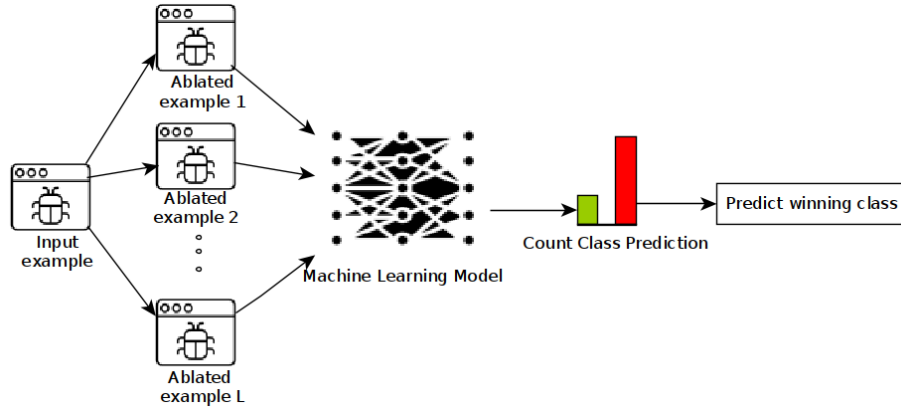 Ablated
example 1
Ablated
example 2
Input
example
Ablated
example L
Machine Learning Model
Count Class Prediction
Predict winning class